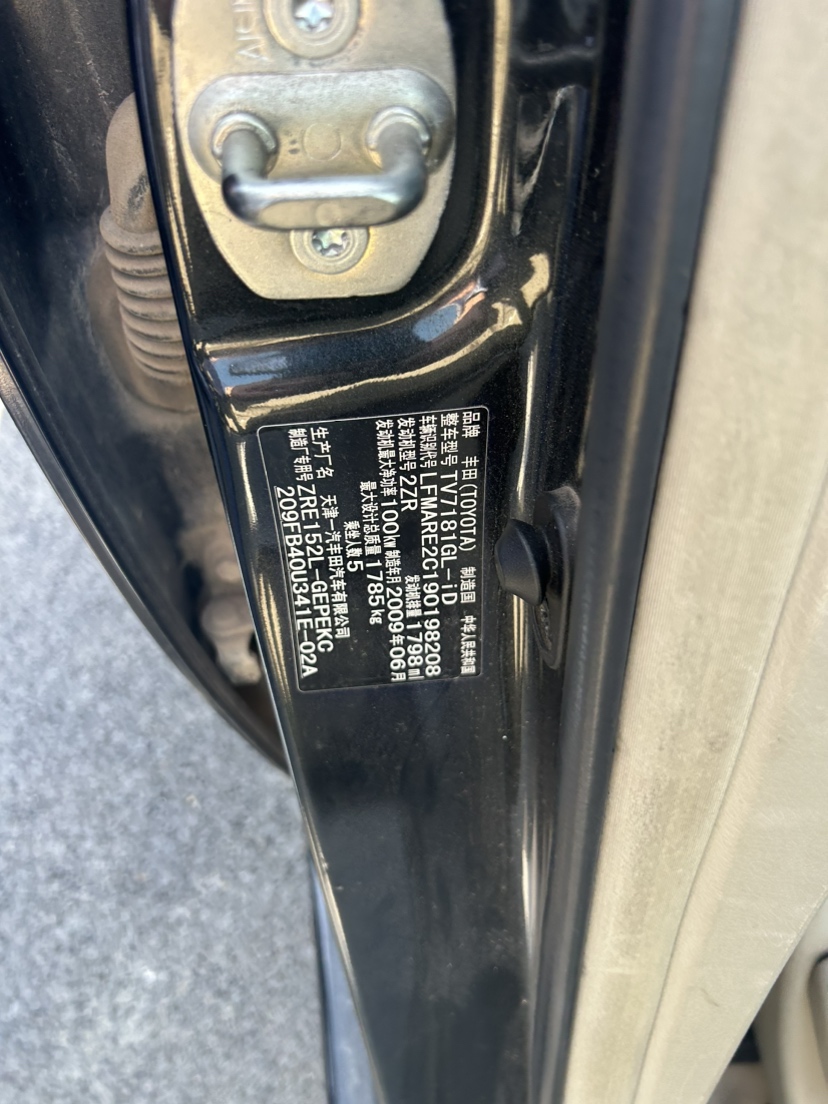 品牌 丰田(TOYOTA) 制造国 中华人民共和国
整车型号 TV7181GL-iD
车辆识别代号 LFMARE2C190198208
发动机型号 2ZR 发动机排量 1798ml
发动机最大净功率 100kw 制造年月 2009年06月
最大设计总质量 1785kg
乘坐人数 5
生产厂名 天津一汽丰田汽车有限公司
制造厂专用号 ZRE152L-GEPEKC
209FB40U341E-02A